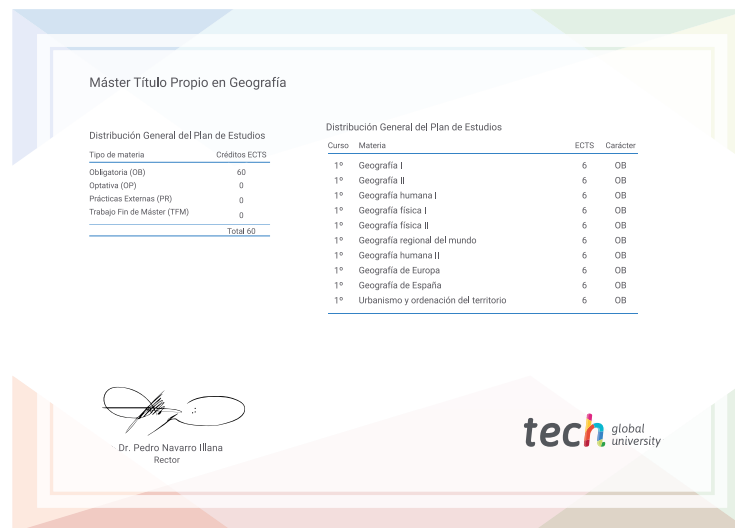 Máster Título Propio en Geografía
Distribución General del Plan de Estudios
Tipo de materia Créditos ECTS
Obligatoria (OB) 60
Optativa (OP) 0
Prácticas Externas (PR) 0
Trabajo Fin de Máster (TFM) 0
Total 60
Distribución General del Plan de Estudios
Curso Materia ECTS Carácter
1º Geografía I 6 OB
1º Geografía II 6 OB
1º Geografía humana I 6 OB
1º Geografía física I 6 OB
1º Geografía física II 6 OB
1º Geografía regional del mundo 6 OB
1º Geografía humana II 6 OB
1º Geografía de Europa 6 OB
1º Geografía de España 6 OB
1º Urbanismo y ordenación del territorio 6 OB
Dr. Pedro Navarro Illana
Rector
tech global
university